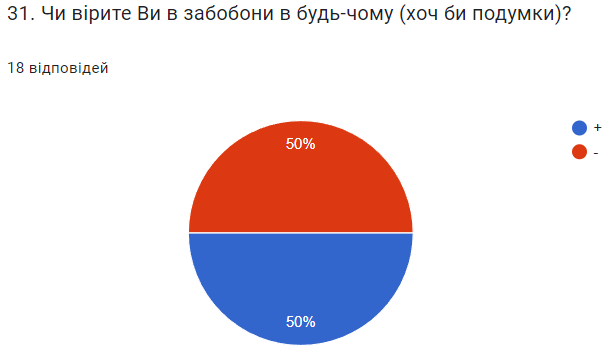 31. Чи вірите Ви в забобони в будь-чому (хоч би подумки)?
18 відповідей
50%
+
-
50%